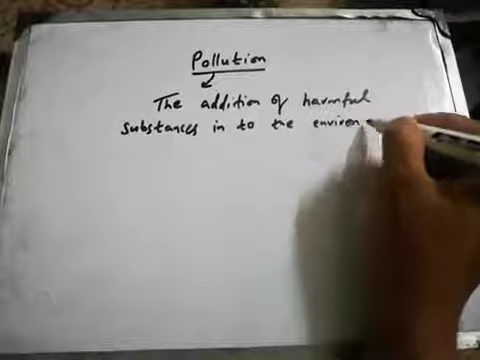 Pollution
The addition of harmful
substances in to the environ